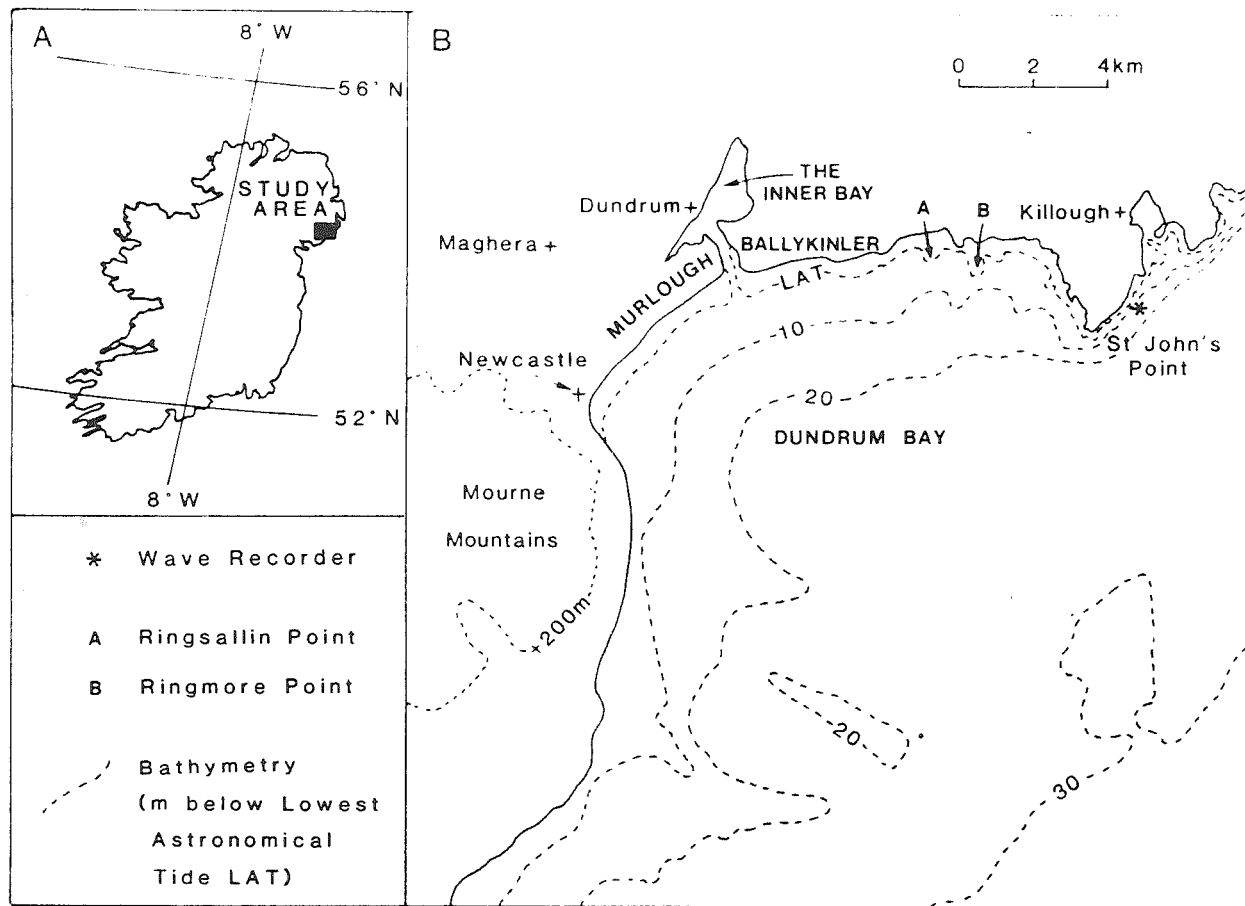 A
8° W
56° N
STUDY
AREA
52° N
8° W
* Wave Recorder
A Ringsallin Point
B Ringmore Point
Bathymetry
(m below Lowest
Astronomical
Tide LAT)
B
0 2 4km
THE
INNER BAY
Dundrum
Maghera
BALLYKINLER
A
B
Killough
MURLOUGH
LAT
10
Newcastle
20
St John's
Point
DUNDRUM BAY
Mourne
Mountains
200m
20
30